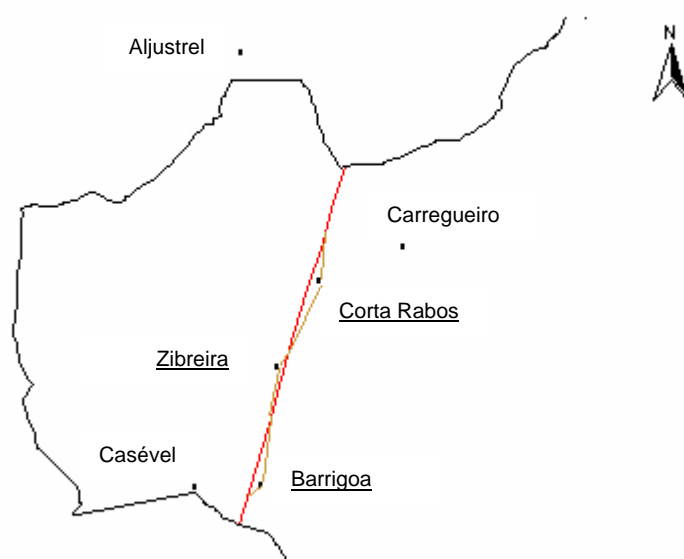 Aljustrel
N
Carregueiro
Corta Rabos
Zibreira
Casével
Barrigoa